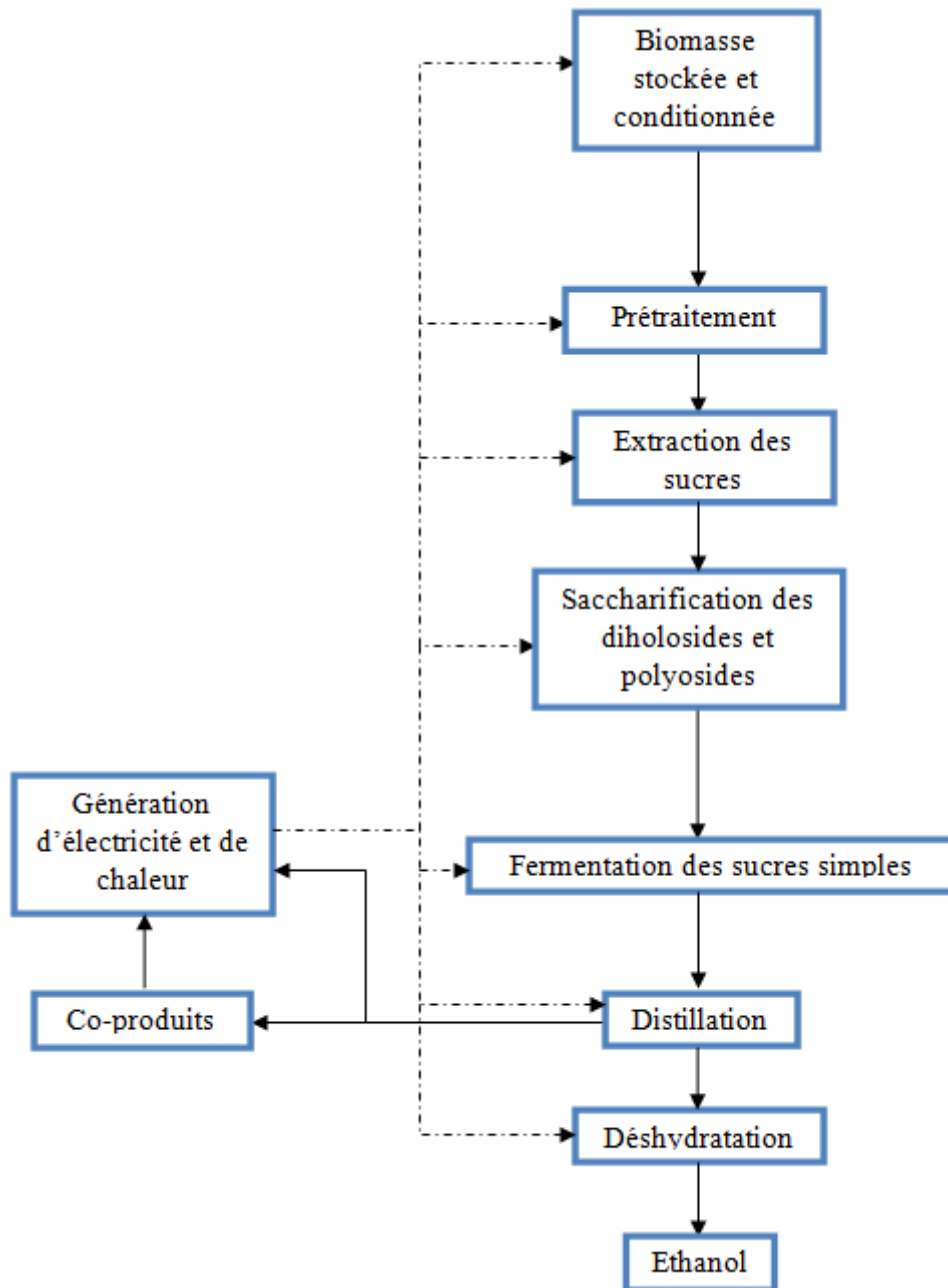 Biomasse
stockée et
conditionnée
Prétraitement
Extraction des
sucres
Saccharification des
diholosides et
polyosides
Génération
d’électricité et de
chaleur
Fermentation des sucres simples
Co-produits
Distillation
Déshydratation
Ethanol